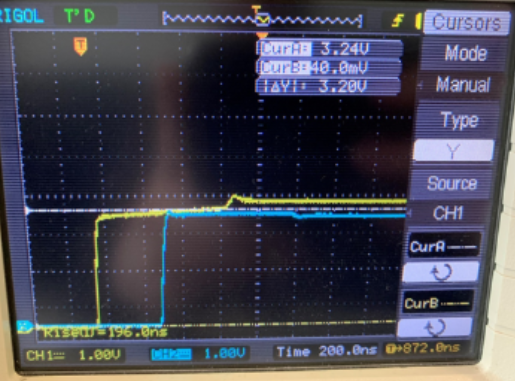 RIGOL T'D
T
T
Cursors
CurA: 3.24V
Mode
CurB: 40.0mV
Manual
|ΔY|: 3.20V
Type
Y
Source
CH1
CurA
CurB
Rise(1)=196.0ns
CH1 1.00V CH2 1.00V Time 200.0ns T→872.0ns